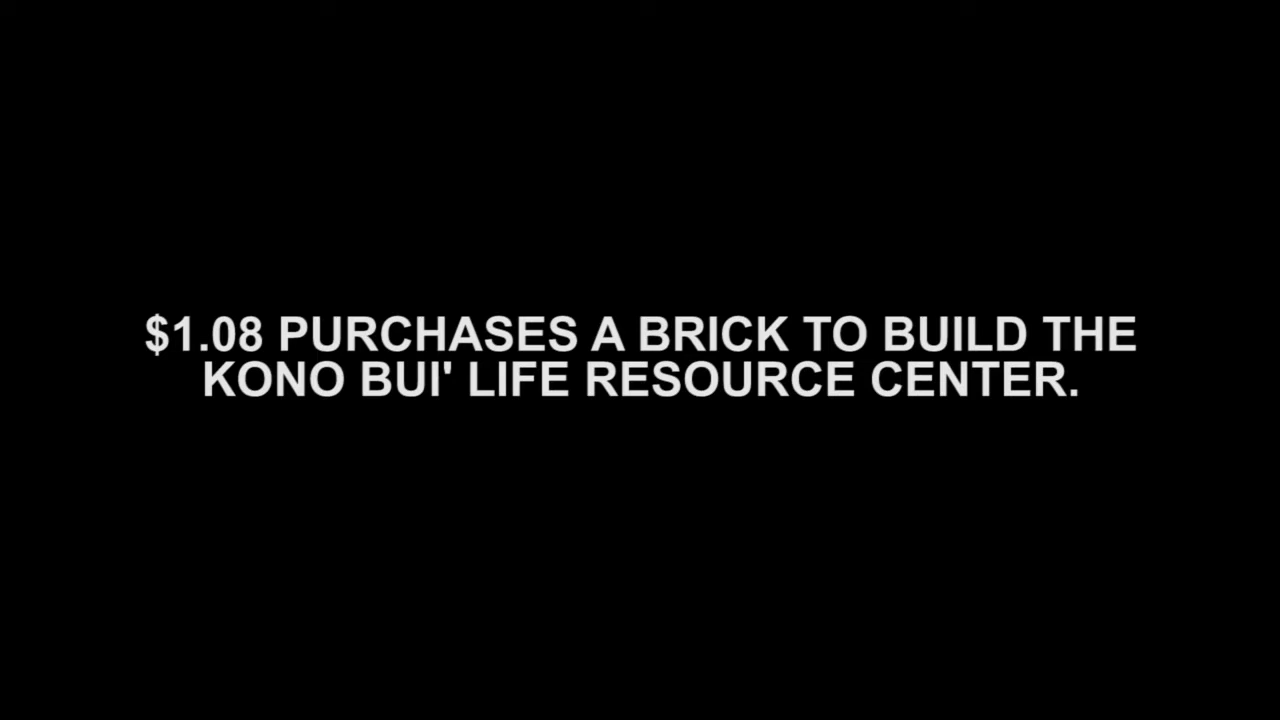 $1.08 PURCHASES A BRICK TO BUILD THE
KONO BUI' LIFE RESOURCE CENTER.